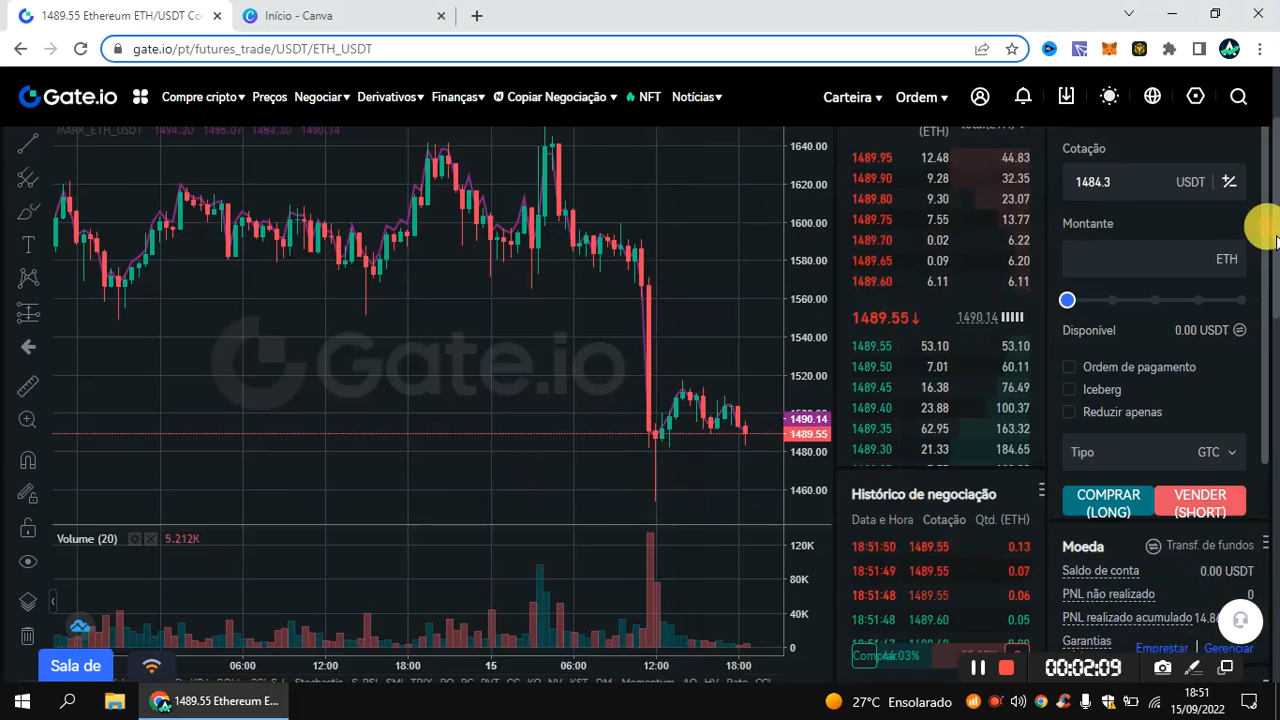 1489.55 Ethereum ETH/USDT Co
Início - Canva
gate.io/pt/futures_trade/USDT/ETH_USDT
Gate.io
Compre cripto
Preços
Negociar
Derivativos
Finanças
Copiar Negociação
NFT
Notícias
Carteira
Ordem
MARK_ETH_USDT 1494.20 1496.07 1484.30 1490.14
1640.00
1620.00
1600.00
1580.00
1560.00
1540.00
1520.00
1490.14
1489.55
1480.00
1460.00
Gate.io
Volume (20) 5.212K
120K
80K
40K
0
06:00 12:00 18:00 15 06:00 12:00 18:00
(ETH)
1489.95 12.48 44.83
1489.90 9.28 32.35
1489.80 9.30 23.07
1489.75 7.55 13.77
1489.70 0.02 6.22
1489.65 0.09 6.20
1489.60 6.11 6.11
1489.55↓ 1490.14
1489.55 53.10 53.10
1489.50 7.01 60.11
1489.45 16.38 76.49
1489.40 23.88 100.37
1489.35 62.95 163.32
1489.30 21.33 184.65
Histórico de negociação
Data e Hora Cotação Qtd. (ETH)
18:51:50 1489.55 0.13
18:51:49 1489.55 0.07
18:51:48 1489.55 0.06
18:51:48 1489.60 0.05
Cotação
1484.3 USDT
Montante
ETH
Disponível 0.00 USDT
Ordem de pagamento
Iceberg
Reduzir apenas
Tipo GTC
COMPRAR
(LONG)
VENDER
(SHORT)
Moeda Transf. de fundos
Saldo de conta 0.00 USDT
PNL não realizado 0
PNL realizado acumulado
Garantias
Emprestar Gerenciar
Sala de
00:02:09
1489.55 Ethereum E...
27°C Ensolarado
18:51
15/09/2022